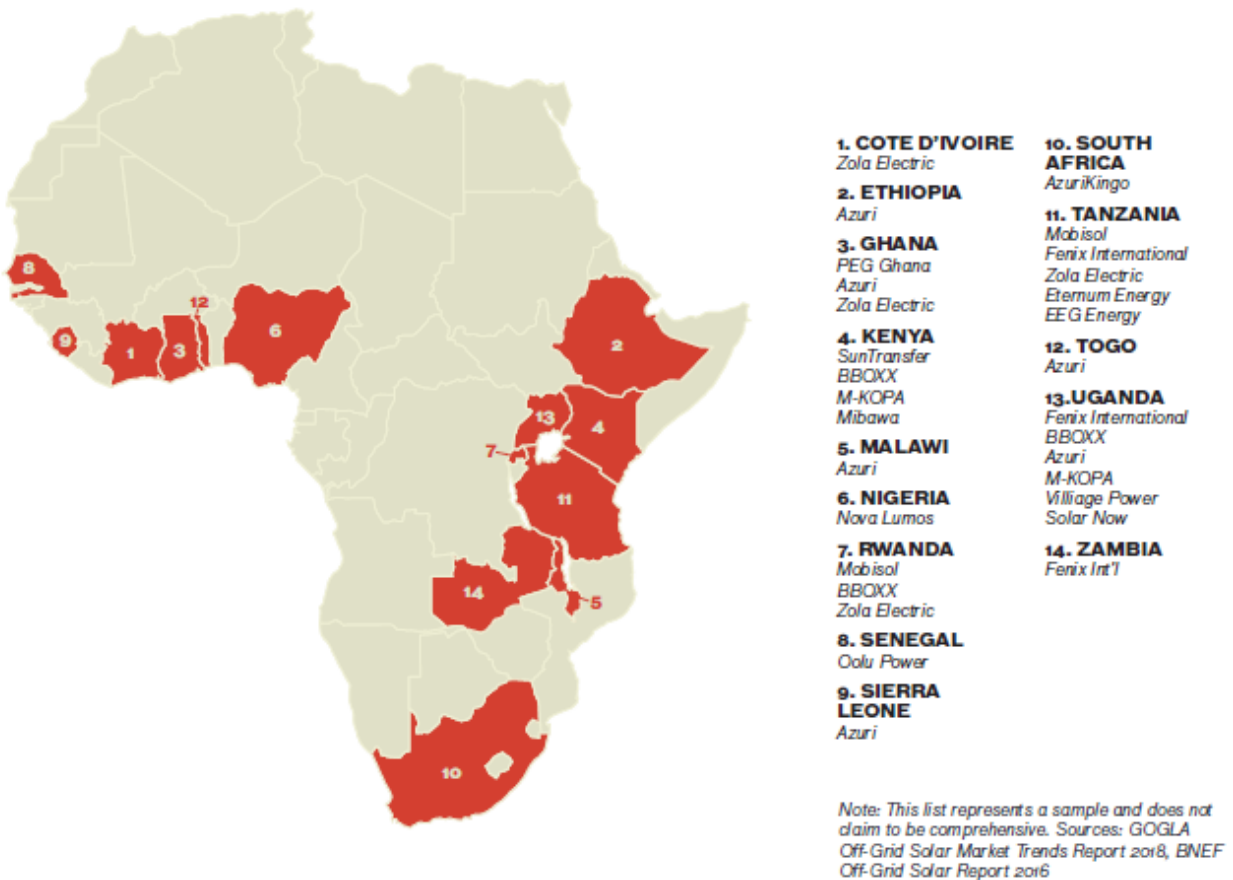 8
9
1
3
12
6
2
13
4
7
11
14
5
10
1. COTE D'IVOIRE
Zola Electric
2. ETHIOPIA
Azuri
3. GHANA
PEG Ghana
Azuri
Zola Electric
4. KENYA
SunTransfer
BBOXX
M-KOPA
Mibawa
5. MALAWI
Azuri
6. NIGERIA
Nova Lumos
7. RWANDA
Mobisol
BBOXX
Zola Electric
8. SENEGAL
Oolu Power
9. SIERRA
LEONE
Azuri
10. SOUTH
AFRICA
AzuriKingo
11. TANZANIA
Mobisol
Fenix International
Zola Electric
Eternum Energy
EEG Energy
12. TOGO
Azuri
13.UGANDA
Fenix International
BBOXX
Azuri
M-KOPA
Villiage Power
Solar Now
14. ZAMBIA
Fenix Int'l
Note: This list represents a sample and does not
claim to be comprehensive. Sources: GOGLA
Off-Grid Solar Market Trends Report 2018, BNEF
Off-Grid Solar Report 2016